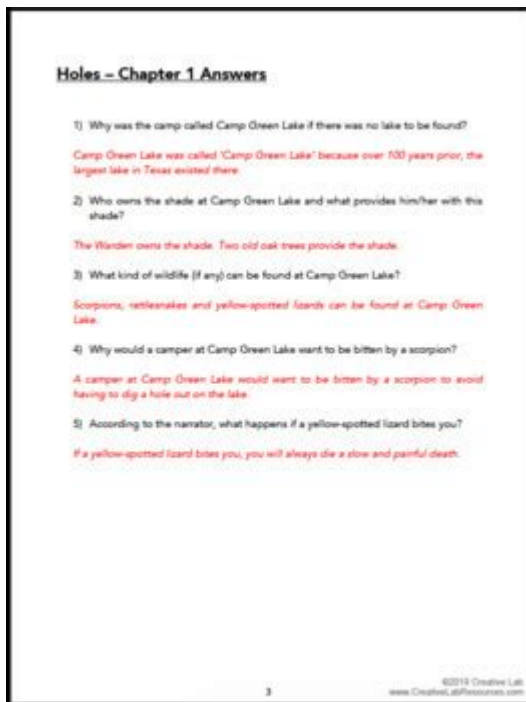 Holes – Chapter 1 Answers
1) Why was the camp called Camp Green Lake if there was no lake to be found?
Camp Green Lake was called 'Camp Green Lake' because over 100 years prior, the
largest lake in Texas existed there.
2) Who owns the shade at Camp Green Lake and what provides him/her with this
shade?
The Warden owns the shade. Two old oak trees provide the shade.
3) What kind of wildlife (if any) can be found at Camp Green Lake?
Scorpions, rattlesnakes and yellow-spotted lizards can be found at Camp Green
Lake.
4) Why would a camper at Camp Green Lake want to be bitten by a scorpion?
A camper at Camp Green Lake would want to be bitten by a scorpion to avoid
having to dig a hole out on the lake.
5) According to the narrator, what happens if a yellow-spotted lizard bites you?
If a yellow-spotted lizard bites you, you will always die a slow and painful death.
©2019 Creative Lab
3 www.CreativeLabResources.com